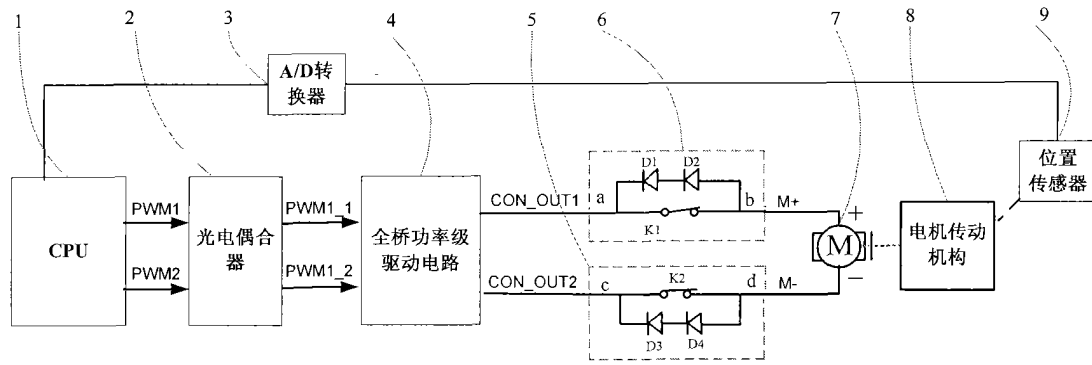 1
2
3
4
5
6
7
8
9
A/D转
换器
位置
传感器
CPU
PWM1
PWM2
光电偶合
器
PWM1_1
PWM1_2
全桥功率级
驱动电路
CON_OUT1
CON_OUT2
D1
D2
a
b
K1
M+
K2
c
d
M-
D3
D4
+
M
−
电机传动
机构